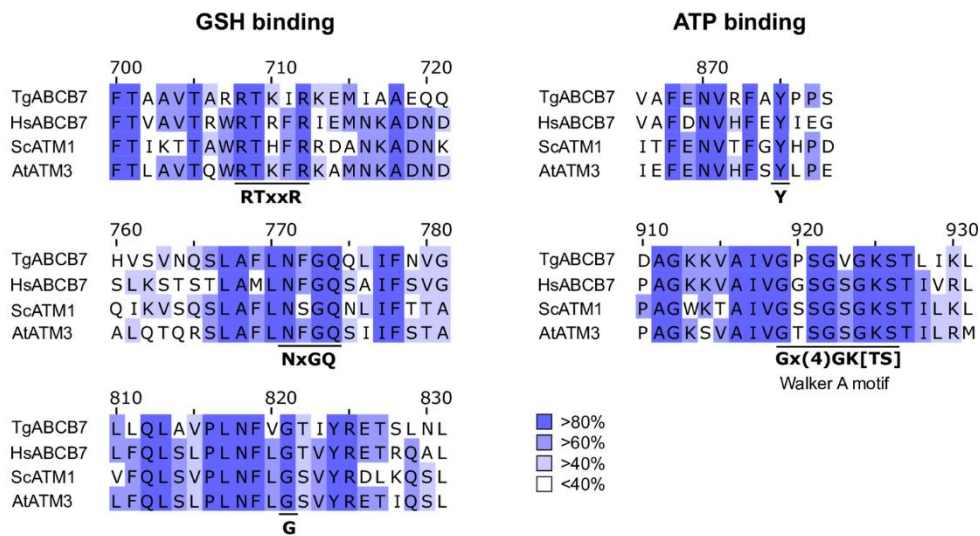 GSH binding
700 710 720
TgABCB7 FTAAVTARRTKIRKEMIAAEQQ
HsABCB7 FTVAVTRWRTRFRIEMNKADND
ScATM1 FTIKTTAWRTHFRRDANKADNK
AtATM3 FTLAVTQWRTKFRKAMNKADND
RTxxR
760 770 780
TgABCB7 HVSVNQSLAFLNFGQQLIFNVG
HsABCB7 SLKSTSTLAMLNFGQSAIFSVG
ScATM1 QIKVSQSLAFLNSGQNLIFTTA
AtATM3 ALQTQRSLAFLNFGQSIIFSTA
NxGQ
810 820 830
TgABCB7 LLQLAVPLNFVGTIYRETSLNL
HsABCB7 LFQLSLPLNFLGTVYRETRQAL
ScATM1 VFQLSVPLNFLGSVYRDLKQSL
AtATM3 LFQLSLPLNFLGSVYRETIQSL
G
ATP binding
870
TgABCB7 VAFENVRFAYPPS
HsABCB7 VAFDNVHFEYIEG
ScATM1 ITFENVTFGYHPD
AtATM3 IEFENVHFSYLPE
Y
910 920 930
TgABCB7 DAGKKVAIVGPSGVGKSTLIKL
HsABCB7 PAGKKVAIVGGSGSGKSTIVRL
ScATM1 PAGWKTAIVGSSGSGKSTILKL
AtATM3 PAGKSVAIVGTSGSGKSTILRM
Gx(4)GK[TS]
Walker A motif
>80%
>60%
>40%
<40%